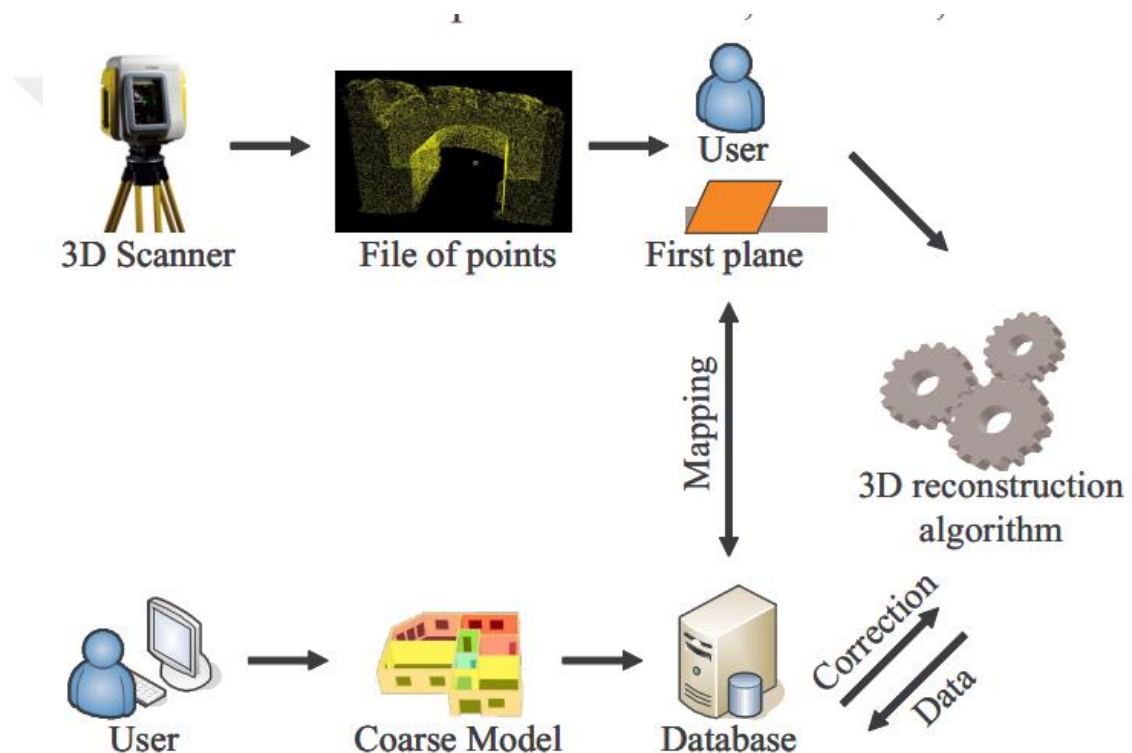 User
3D Scanner
File of points
First plane
Mapping
3D reconstruction
algorithm
Correction
Data
User
Coarse Model
Database